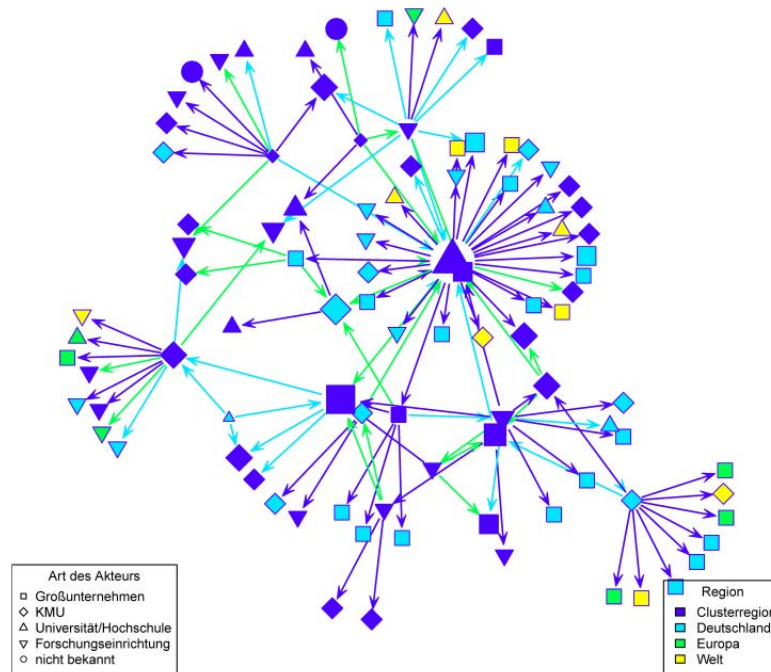 Art des Akteurs
Großunternehmen
KMU
Universität/Hochschule
Forschungseinrichtung
nicht bekannt
Region
Clusterregion
Deutschland
Europa
Welt